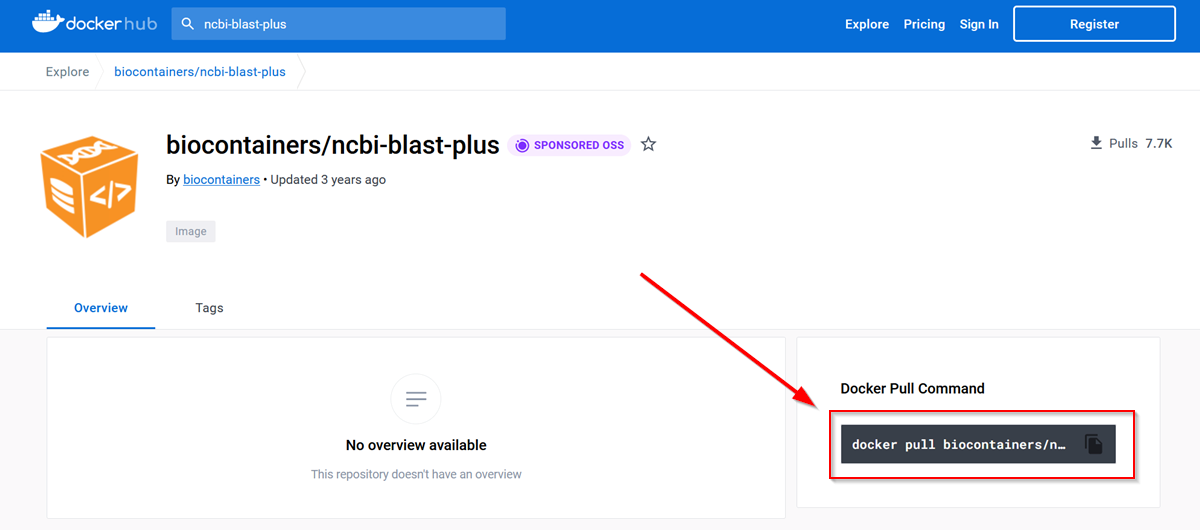 dockerhub
ncbi-blast-plus
Explore
Pricing
Sign In
Register
Explore
biocontainers/ncbi-blast-plus
biocontainers/ncbi-blast-plus
SPONSORED OSS
Pulls 7.7K
By biocontainers • Updated 3 years ago
</>
Image
Overview
Tags
Docker Pull Command
docker pull biocontainers/n…
No overview available
This repository doesn't have an overview